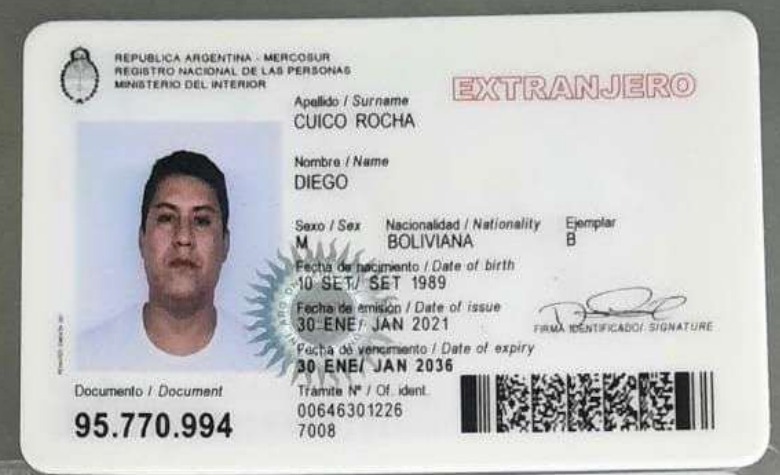 REPUBLICA ARGENTINA - MERCOSUR
REGISTRO NACIONAL DE LAS PERSONAS
MINISTERIO DEL INTERIOR
EXTRANJERO
Apellido / Surname
CUICO ROCHA
Nombre / Name
DIEGO
Sexo / Sex Nacionalidad / Nationality Ejemplar
M BOLIVIANA B
Fecha de nacimiento / Date of birth
10 SET/ SET 1989
Fecha de emisión / Date of issue
30 ENE/ JAN 2021
FIRMA IDENTIFICADO/ SIGNATURE
Fecha de vencimiento / Date of expiry
30 ENE/ JAN 2036
Documento / Document
95.770.994
Trámite N° / Of. ident.
00646301226
7008